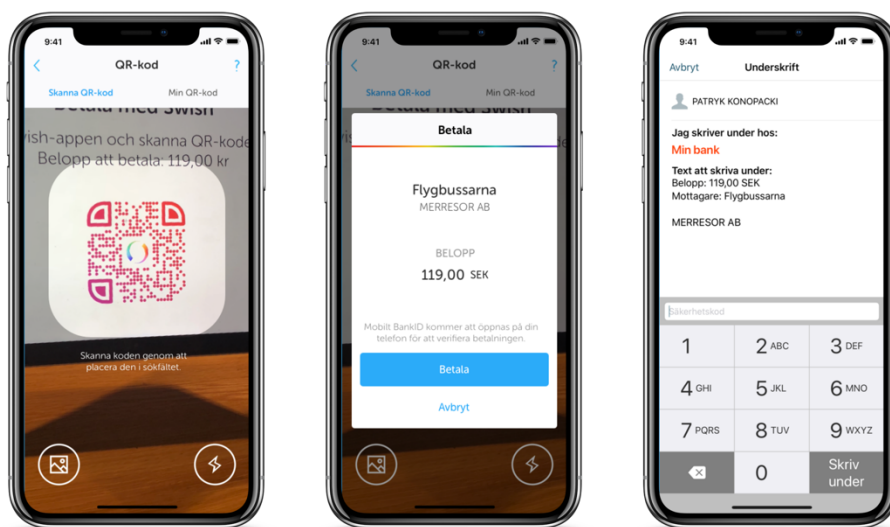 9:41
QR-kod
?
Skanna QR-kod
Min QR-kod
Betala med Swish
ish-appen och skanna QR-kode
Belopp att betala: 119,00 kr
Skanna koden genom att
placera den i sökfältet.
9:41
QR-kod
?
Skanna QR-kod
Min QR-kod
Betala
Flygbussarna
MERRESOR AB
BELOPP
119,00 SEK
Mobilt BankID kommer att öppnas på din
telefon för att verifiera betalningen.
Betala
Avbryt
9:41
Avbryt
Underskrift
PATRYK KONOPACKI
Jag skriver under hos:
Min bank
Text att skriva under:
Belopp: 119,00 SEK
Mottagare: Flygbussarna
MERRESOR AB
Säkerhetskod
1
2 ABC
3 DEF
4 GHI
5 JKL
6 MNO
7 PQRS
8 TUV
9 WXYZ
0
Skriv
under